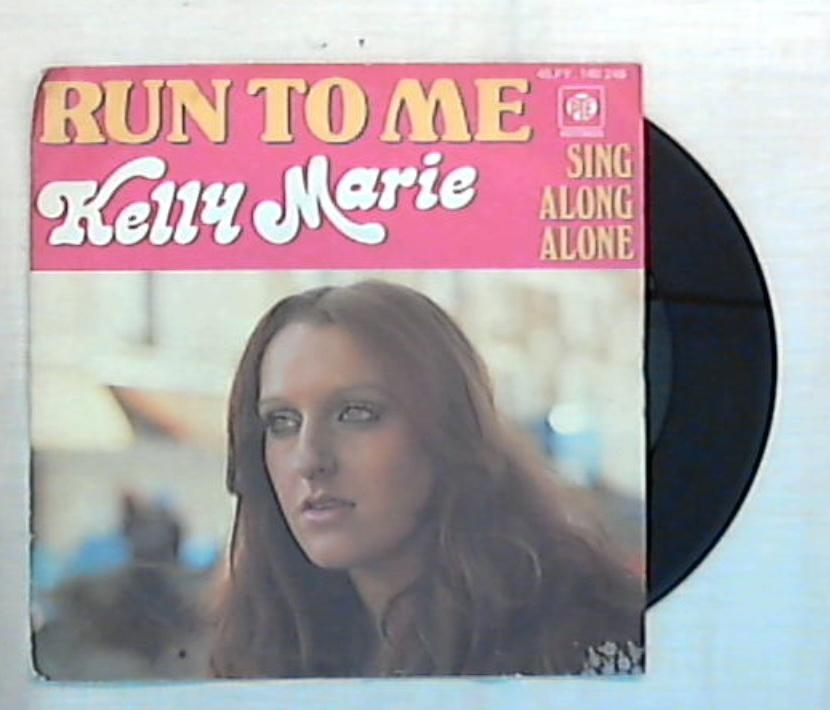 RUN TO ME
Kelly Marie
SING
ALONG
ALONE